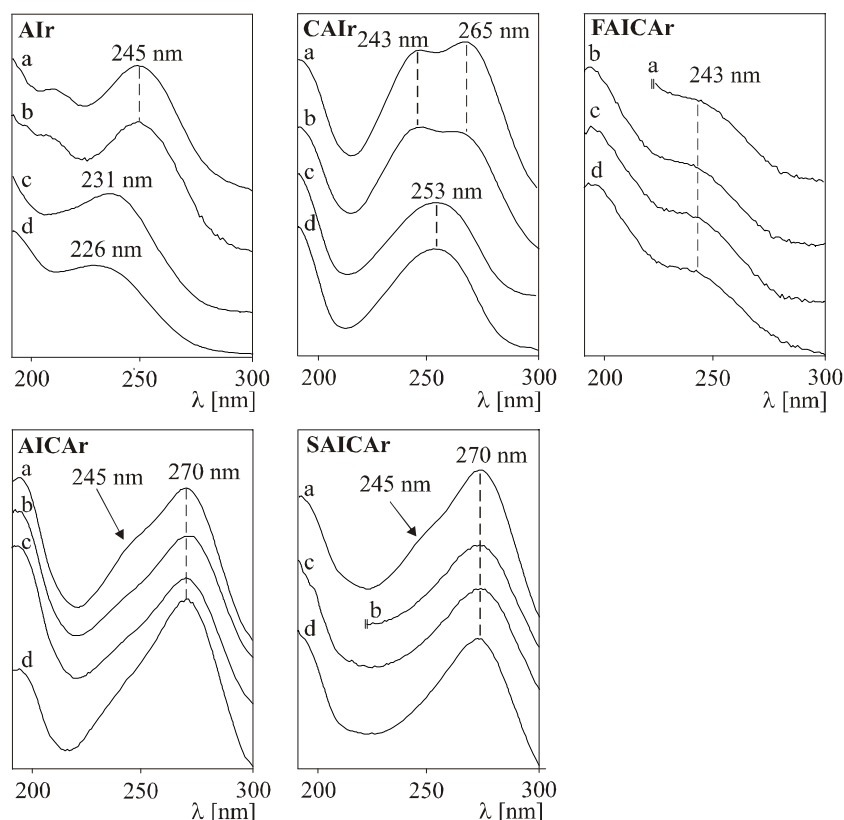 AIr
245 nm
a
b
231 nm
c
d
226 nm
200
250
300
λ [nm]
CAIr
265 nm
243 nm
a
b
c
253 nm
d
200
250
300
λ [nm]
FAICAr
b
a
243 nm
c
d
200
250
300
λ [nm]
AICAr
a
245 nm
270 nm
b
c
d
200
250
300
λ [nm]
SAICAr
270 nm
245 nm
a
c
b
d
200
250
300
λ [nm]